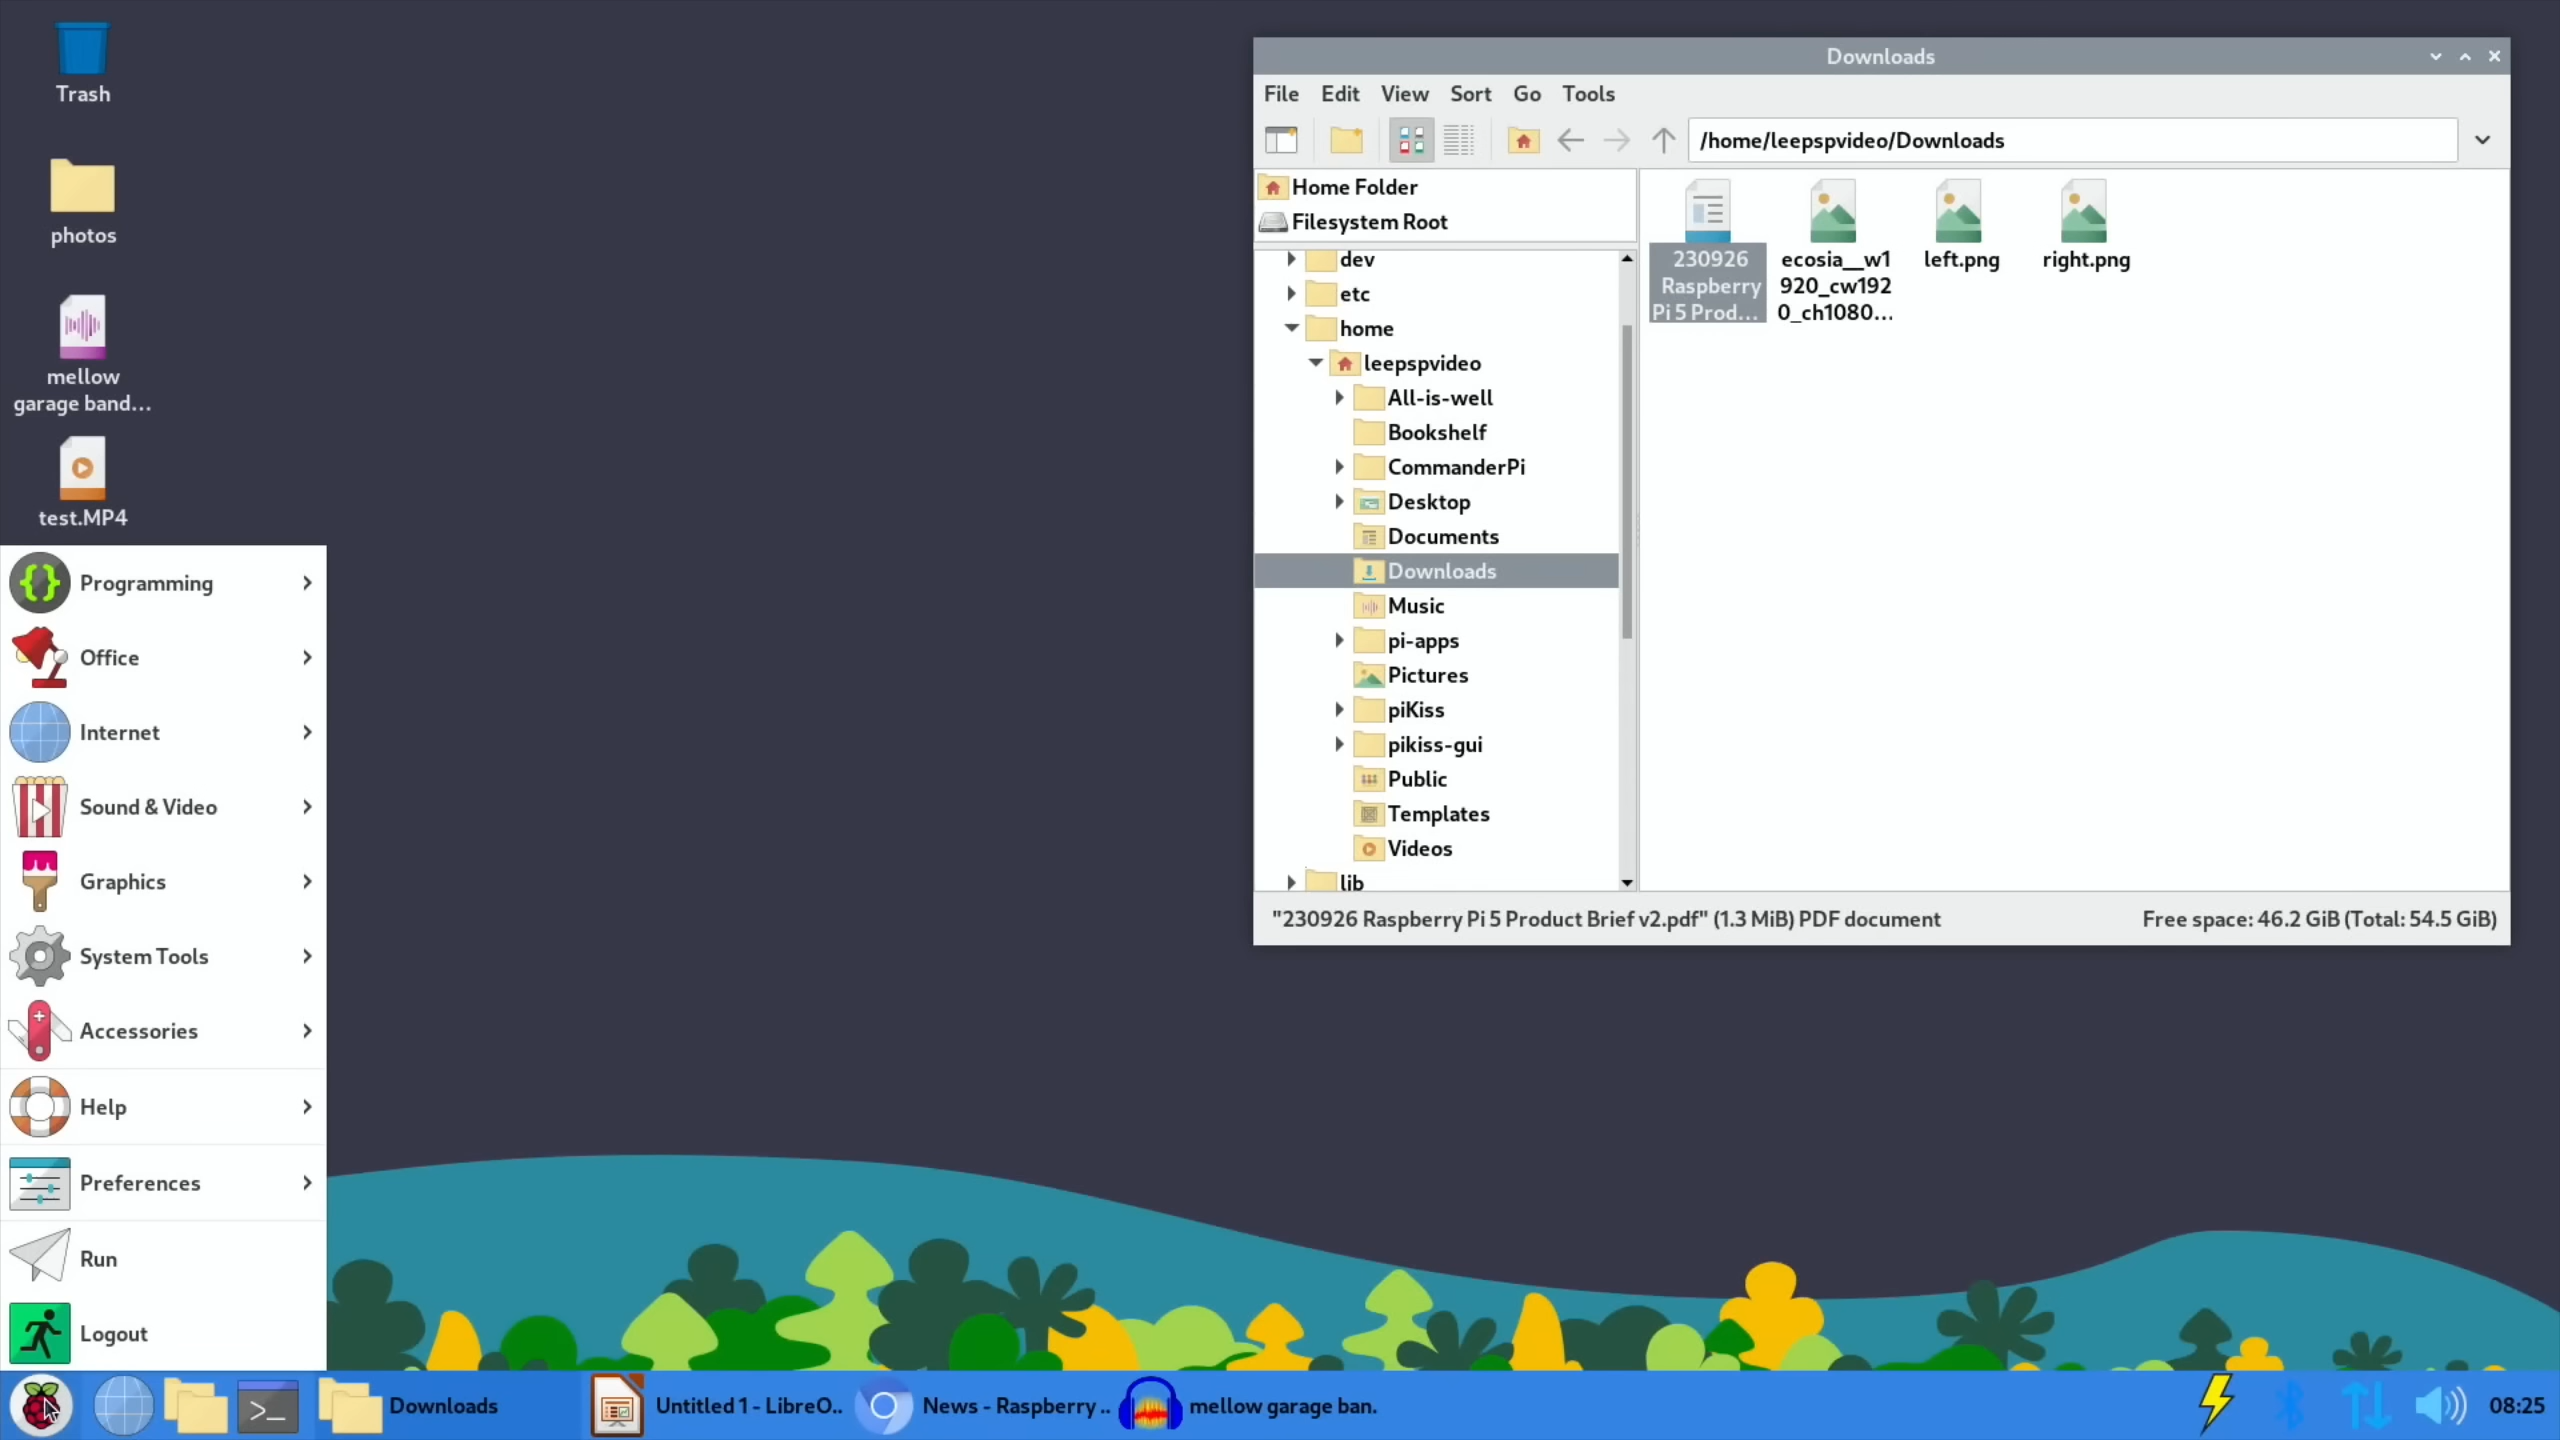 Trash
photos
mellow
garage band...
test.MP4
Programming
Office
Internet
Sound & Video
Graphics
System Tools
Accessories
Help
Preferences
Run
Logout
Downloads
File Edit View Sort Go Tools
/home/leepspvideo/Downloads
Home Folder
Filesystem Root
dev
etc
home
leepspvideo
All-is-well
Bookshelf
CommanderPi
Desktop
Documents
Downloads
Music
pi-apps
Pictures
piKiss
pikiss-gui
Public
Templates
Videos
lib
230926
Raspberry
Pi 5 Prod...
ecosia__w1
920_cw192
0_ch1080...
left.png
right.png
"230926 Raspberry Pi 5 Product Brief v2.pdf" (1.3 MiB) PDF document
Free space: 46.2 GiB (Total: 54.5 GiB)
Downloads
Untitled 1 - LibreO..
News - Raspberry ..
mellow garage ban.
08:25